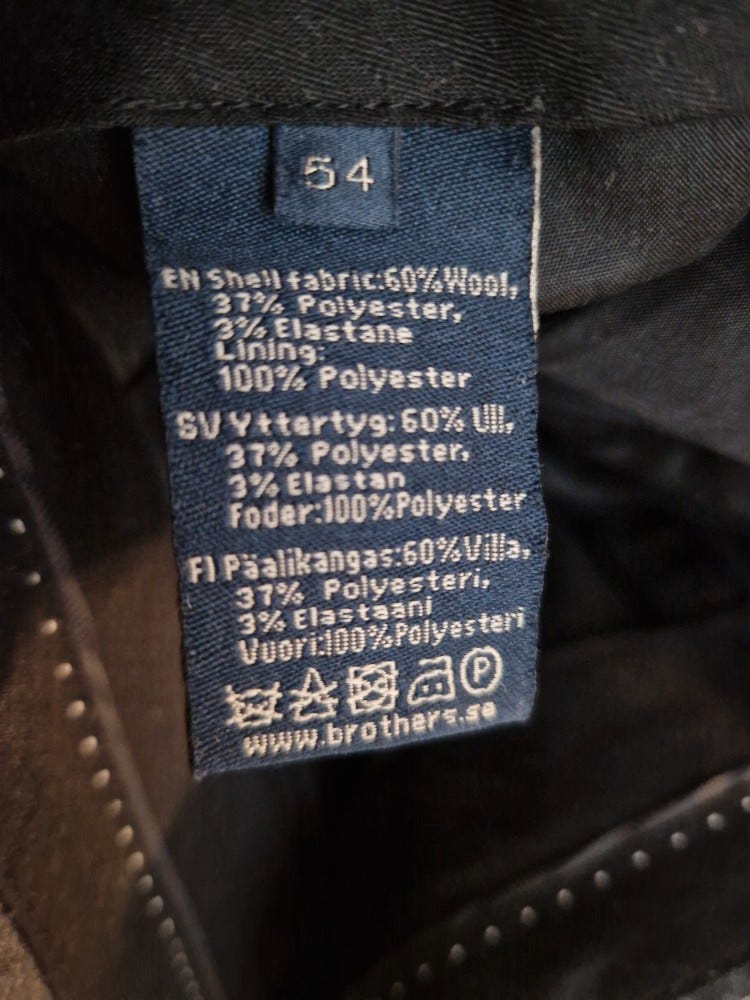 54
EN Shell fabric:60%Wool,
37% Polyester,
3% Elastane
Lining:
100% Polyester
SV Yttertyg:60% Ull,
37% Polyester,
3% Elastan
Foder:100%Polyester
FI Päälikangas:60%Villa,
37% Polyesteri,
3% Elastaani
Vuori:100%Polyesteri
P
www.brothers.se